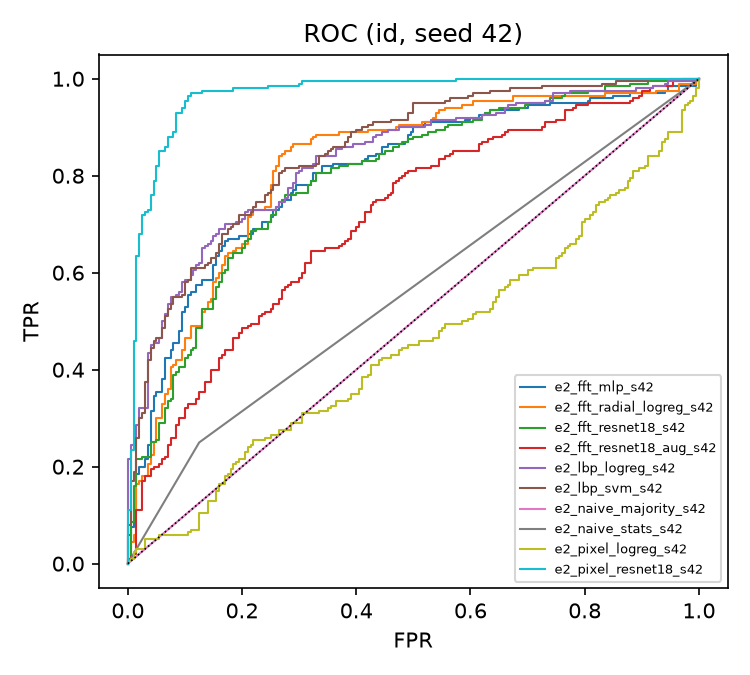 ROC (id, seed 42)
TPR
1.0
0.8
0.6
0.4
0.2
0.0
0.0 0.2 0.4 0.6 0.8 1.0
FPR
e2_fft_mlp_s42
e2_fft_radial_logreg_s42
e2_fft_resnet18_s42
e2_fft_resnet18_aug_s42
e2_lbp_logreg_s42
e2_lbp_svm_s42
e2_naive_majority_s42
e2_naive_stats_s42
e2_pixel_logreg_s42
e2_pixel_resnet18_s42